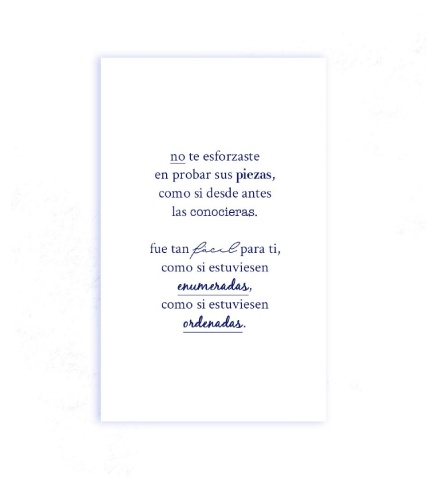 no te esforzaste
en probar sus piezas,
como si desde antes
las conocieras.
fue tan facil para ti,
como si estuviesen
enumeradas,
como si estuviesen
ordenadas.